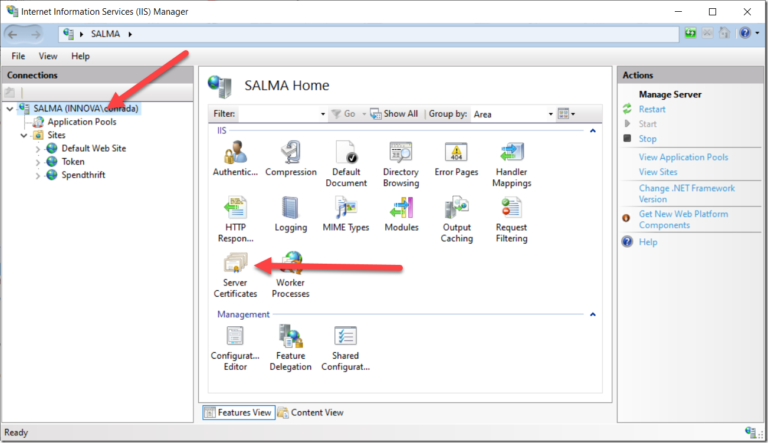 Internet Information Services (IIS) Manager
SALMA
File View Help
Connections
SALMA (INNOVA\
Application Pools
Sites
Default Web Site
Token
Spendthrift
SALMA Home
Filter: Go Show All Group by: Area
IIS
Authentic... Compression Default Document Directory Browsing Error Pages Handler Mappings
404
HTTP Respon... Logging MIME Types Modules Output Caching Request Filtering
Server Certificates Worker Processes
Management
Configurat... Editor Feature Delegation Shared Configurat...
Features View Content View
Actions
Manage Server
Restart
Start
Stop
View Application Pools
View Sites
Change .NET Framework
Version
Get New Web Platform
Components
Help
Ready